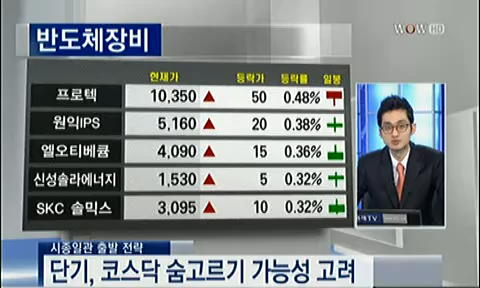 WOW HD
반도체장비
현재가 등락가 등락률 일봉
프로텍 10,350 ▲ 50 0.48%
원익IPS 5,160 ▲ 20 0.38%
엘오티베큠 4,090 ▲ 15 0.36%
신성솔라에너지 1,530 ▲ 5 0.32%
SKC 솔믹스 3,095 ▲ 10 0.32%
시종일관 출발 전략
단기, 코스닥 숨고르기 가능성 고려